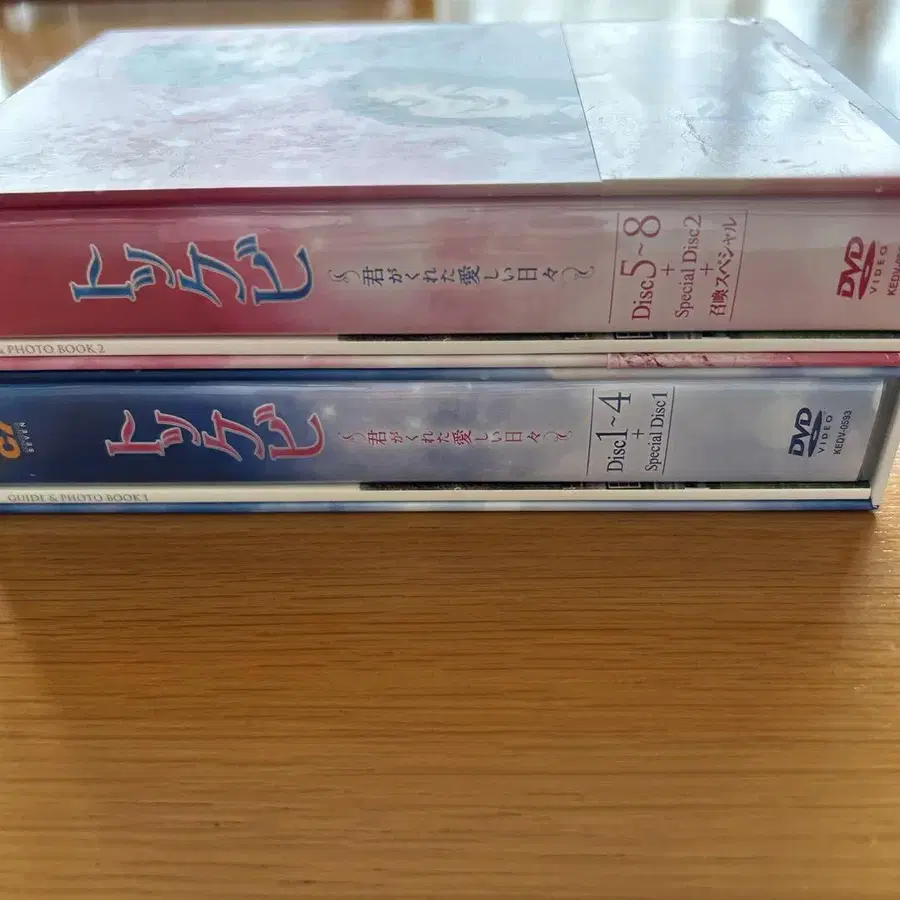 トッケビ
君がくれた愛しい日々
Disc5~8
+
Special Disc2
+
召喚スペシャル
DVD
VIDEO
& PHOTO BOOK 2
SEVEN
トッケビ
君がくれた愛しい日々
Disc1~4
+
Special Disc1
DVD
VIDEO
KEDV-0593
GUIDE & PHOTO BOOK 1